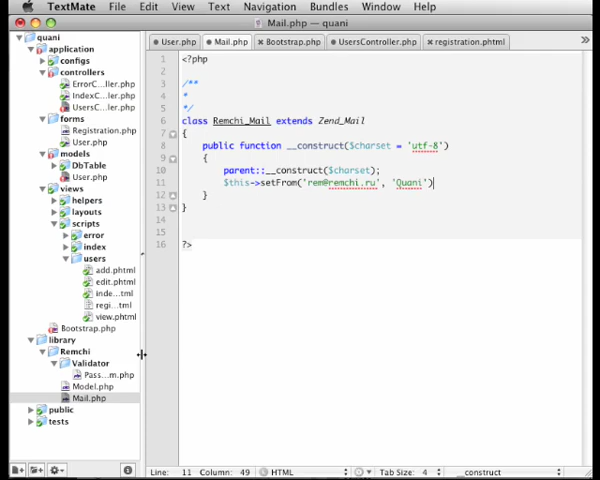 TextMate File Edit View Text Navigation Bundles Window Help
Mail.php — quani
quani
application
configs
controllers
ErrorC...ler.php
IndexC...ler.php
UsersC...ler.php
forms
Registration.php
User.php
models
DbTable
User.php
views
helpers
layouts
scripts
error
index
users
add.phtml
edit.phtml
inde...tml
regi...tml
view.phtml
Bootstrap.php
library
Remchi
Validator
Pass...m.php
Model.php
Mail.php
public
tests
User.php Mail.php Bootstrap.php UsersController.php registration.phtml
1 <?php
2
3 /**
4 *
5 */
6 class Remchi_Mail extends Zend_Mail
7 {
8 public function __construct($charset = 'utf-8')
9 {
10 parent::__construct($charset);
11 $this->setFrom('rem@remchi.ru', 'Quani')
12 }
13 }
14
15
16 ?>
Line: 11 Column: 49 HTML Tab Size: 4 __construct